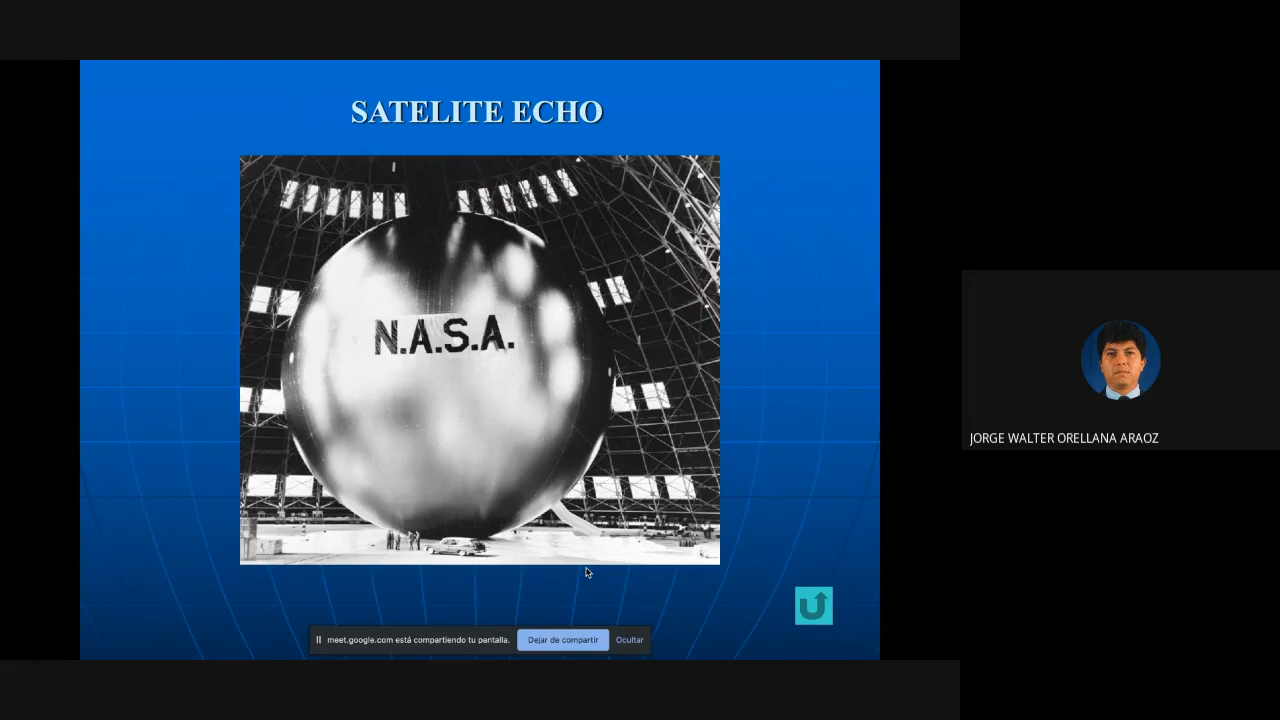 SATELITE ECHO
N.A.S.A.
meet.google.com está compartiendo tu pantalla.
Dejar de compartir
Ocultar
JORGE WALTER ORELLANA ARAOZ